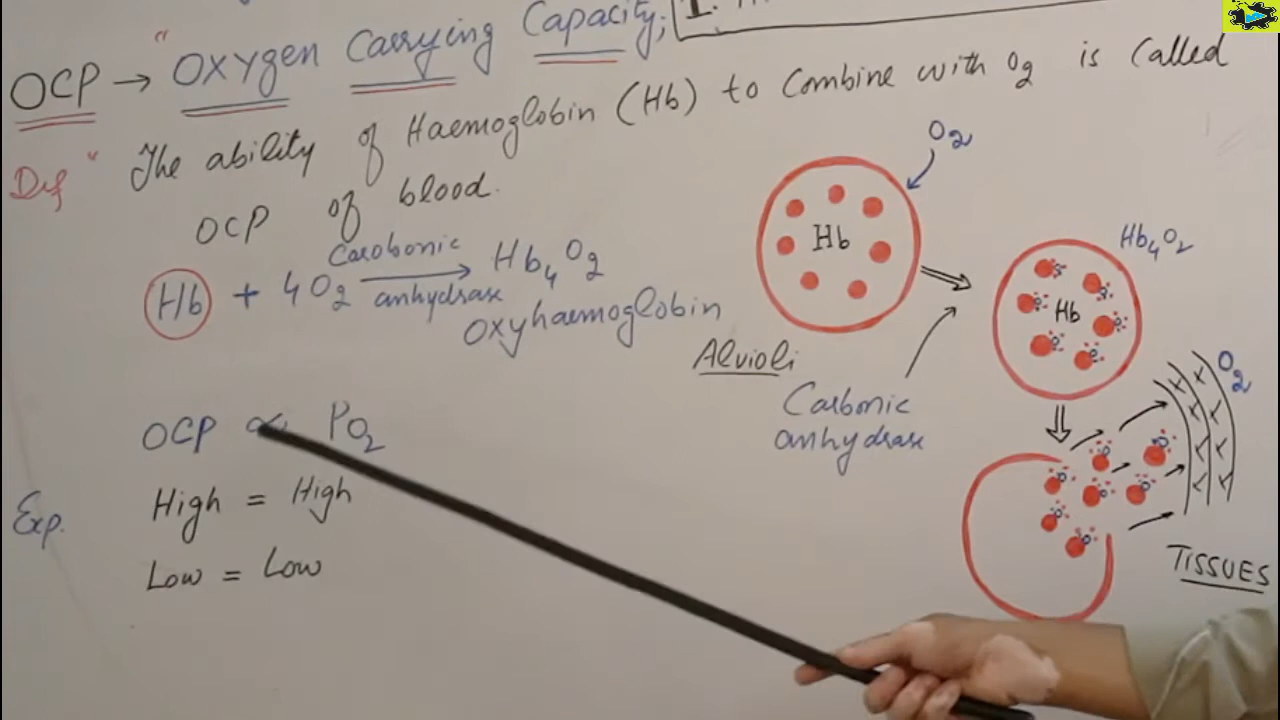 OCP → "Oxygen Carrying Capacity;
Def " The ability of Haemoglobin (Hb) to Combine with O2 is Called
OCP of blood.
Hb + 4O2 Carobonic anhydrase → Hb4O2
Oxyhaemoglobin
O2
Hb
Alvioli
Hb4O2
Hb
Carbonic
anhydrase
O2
Tissues
OCP ∝ PO2
Exp. High = High
Low = Low